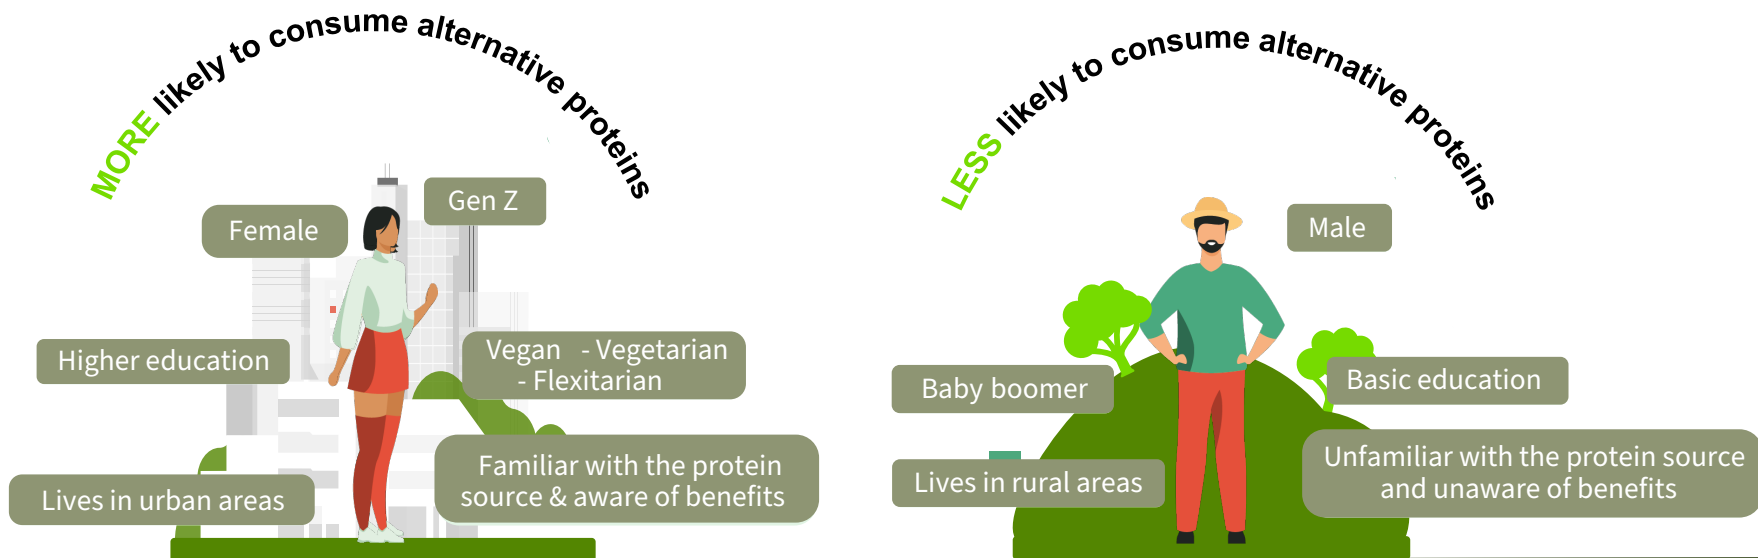 MORE likely to consume alternative proteins
Gen Z
Female
Higher education
Vegan - Vegetarian
- Flexitarian
Familiar with the protein
source & aware of benefits
Lives in urban areas
LESS likely to consume alternative proteins
Male
Baby boomer
Basic education
Lives in rural areas
Unfamiliar with the protein source
and unaware of benefits